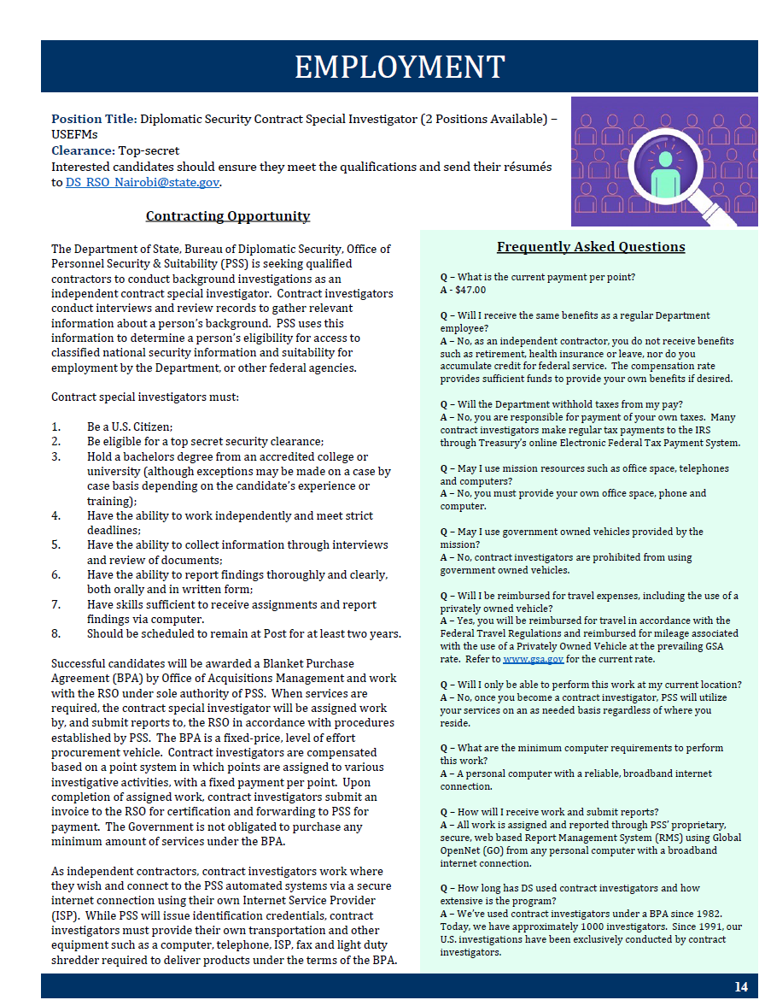 EMPLOYMENT
Position Title: Diplomatic Security Contract Special Investigator (2 Positions Available) –
USEFMs
Clearance: Top-secret
Interested candidates should ensure they meet the qualifications and send their résumés
to DS_RSO_Nairobi@state.gov.
Contracting Opportunity
The Department of State, Bureau of Diplomatic Security, Office of
Personnel Security & Suitability (PSS) is seeking qualified
contractors to conduct background investigations as an
independent contract special investigator.  Contract investigators
conduct interviews and review records to gather relevant
information about a person's background.  PSS uses this
information to determine a person's eligibility for access to
classified national security information and suitability for
employment by the Department, or other federal agencies.
Contract special investigators must:
1. Be a U.S. Citizen;
2. Be eligible for a top secret security clearance;
3. Hold a bachelors degree from an accredited college or
university (although exceptions may be made on a case by
case basis depending on the candidate's experience or
training);
4. Have the ability to work independently and meet strict
deadlines;
5. Have the ability to collect information through interviews
and review of documents;
6. Have the ability to report findings thoroughly and clearly,
both orally and in written form;
7. Have skills sufficient to receive assignments and report
findings via computer.
8. Should be scheduled to remain at Post for at least two years.
Successful candidates will be awarded a Blanket Purchase
Agreement (BPA) by Office of Acquisitions Management and work
with the RSO under sole authority of PSS.  When services are
required, the contract special investigator will be assigned work
by, and submit reports to, the RSO in accordance with procedures
established by PSS.  The BPA is a fixed-price, level of effort
procurement vehicle.  Contract investigators are compensated
based on a point system in which points are assigned to various
investigative activities, with a fixed payment per point.  Upon
completion of assigned work, contract investigators submit an
invoice to the RSO for certification and forwarding to PSS for
payment.  The Government is not obligated to purchase any
minimum amount of services under the BPA.
As independent contractors, contract investigators work where
they wish and connect to the PSS automated systems via a secure
internet connection using their own Internet Service Provider
(ISP).  While PSS will issue identification credentials, contract
investigators must provide their own transportation and other
equipment such as a computer, telephone, ISP, fax and light duty
shredder required to deliver products under the terms of the BPA.
Frequently Asked Questions
Q – What is the current payment per point?
A - $47.00
Q – Will I receive the same benefits as a regular Department
employee?
A – No, as an independent contractor, you do not receive benefits
such as retirement, health insurance or leave, nor do you
accumulate credit for federal service.  The compensation rate
provides sufficient funds to provide your own benefits if desired.
Q – Will the Department withhold taxes from my pay?
A – No, you are responsible for payment of your own taxes.  Many
contract investigators make regular tax payments to the IRS
through Treasury's online Electronic Federal Tax Payment System.
Q – May I use mission resources such as office space, telephones
and computers?
A – No, you must provide your own office space, phone and
computer.
Q – May I use government owned vehicles provided by the
mission?
A – No, contract investigators are prohibited from using
government owned vehicles.
Q – Will I be reimbursed for travel expenses, including the use of a
privately owned vehicle?
A – Yes, you will be reimbursed for travel in accordance with the
Federal Travel Regulations and reimbursed for mileage associated
with the use of a Privately Owned Vehicle at the prevailing GSA
rate.  Refer to www.gsa.gov for the current rate.
Q – Will I only be able to perform this work at my current location?
A – No, once you become a contract investigator, PSS will utilize
your services on an as needed basis regardless of where you
reside.
Q – What are the minimum computer requirements to perform
this work?
A – A personal computer with a reliable, broadband internet
connection.
Q – How will I receive work and submit reports?
A – All work is assigned and reported through PSS' proprietary,
secure, web based Report Management System (RMS) using Global
OpenNet (GO) from any personal computer with a broadband
internet connection.
Q – How long has DS used contract investigators and how
extensive is the program?
A – We've used contract investigators under a BPA since 1982.
Today, we have approximately 1000 investigators.  Since 1991, our
U.S. investigations have been exclusively conducted by contract
investigators.
14